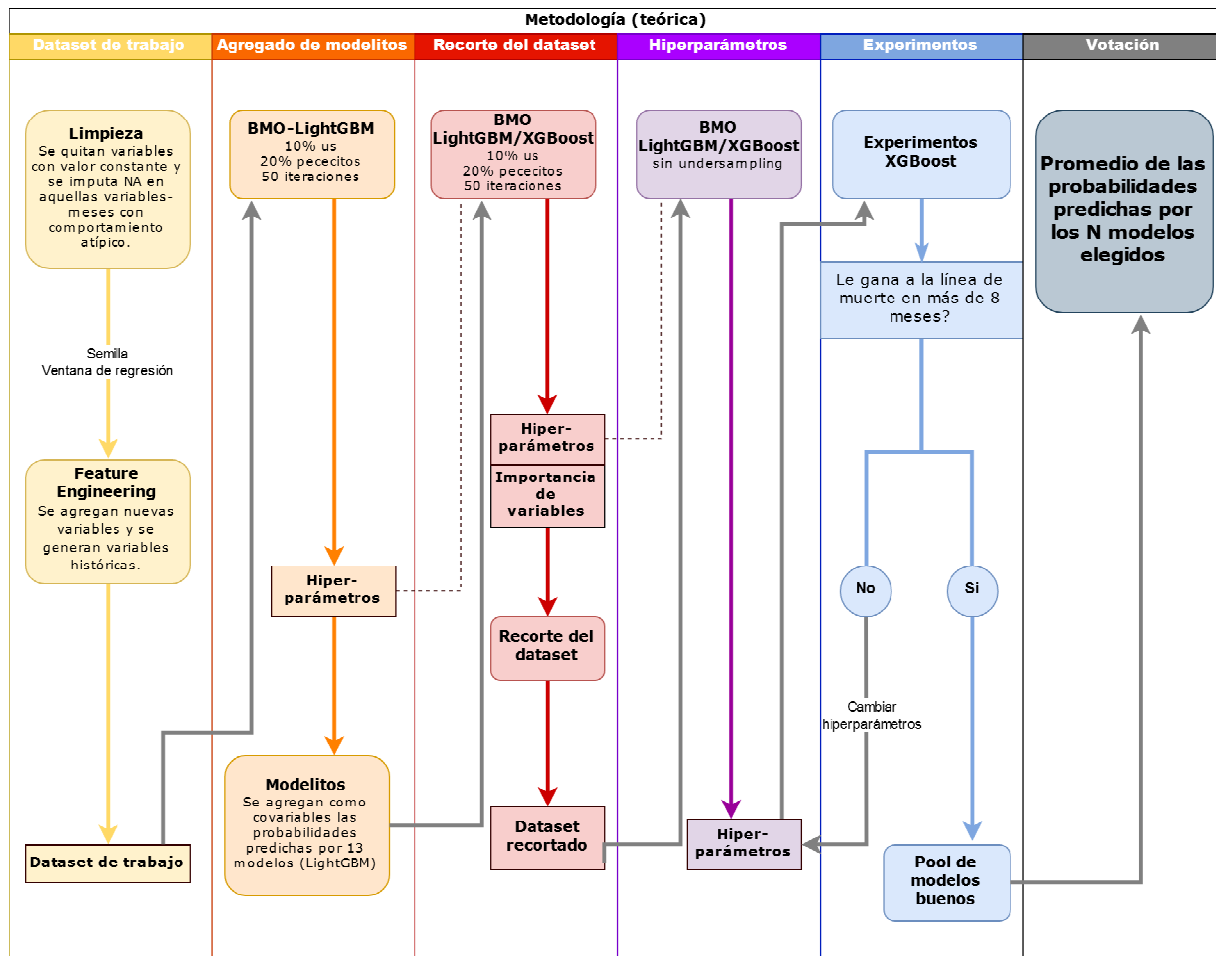 Metodología (teórica)
Dataset de trabajo
Agregado de modelitos
Recorte del dataset
Hiperparámetros
Experimentos
Votación
Limpieza
Se quitan variables
con valor constante y
se imputa NA en
aquellas variables-
meses con
comportamiento
atípico.
Semilla
Ventana de regresión
Feature
Engineering
Se agregan nuevas
variables y se
generan variables
históricas.
Dataset de trabajo
BMO-LightGBM
10% us
20% pececitos
50 iteraciones
Hiper-
parámetros
Modelitos
Se agregan como
covariables las
probabilidades
predichas por 13
modelos (LightGBM)
BMO
LightGBM/XGBoost
10% us
20% pececitos
50 iteraciones
Hiper-
parámetros
Importancia
de
variables
Recorte del
dataset
Dataset
recortado
BMO
LightGBM/XGBoost
sin undersampling
Hiper-
parámetros
Experimentos
XGBoost
Le gana a la línea de
muerte en más de 8
meses?
No
Si
Cambiar
hiperparámetros
Pool de
modelos
buenos
Promedio de las
probabilidades
predichas por
los N modelos
elegidos